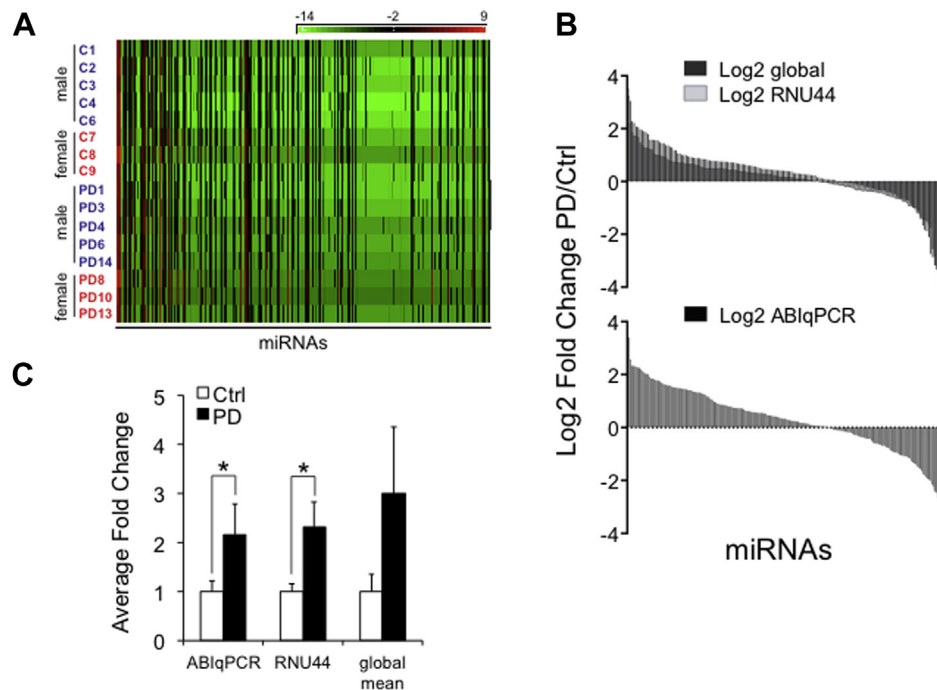 A
-14 -2 9
male
C1
C2
C3
C4
C6
female
C7
C8
C9
male
PD1
PD3
PD4
PD6
PD14
female
PD8
PD10
PD13
miRNAs
B
Log2 Fold Change PD/Ctrl
4
2
0
-2
-4
Log2 global
Log2 RNU44
4
2
0
-2
-4
Log2 ABIqPCR
miRNAs
C
Average Fold Change
5
4
3
2
1
0
Ctrl
PD
* *
ABIqPCR RNU44 global
mean